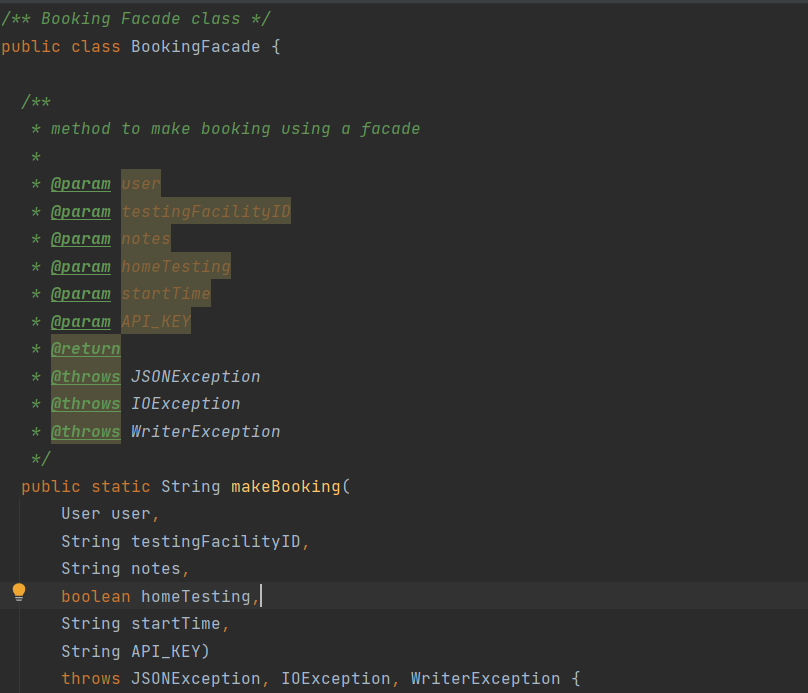 /** Booking Facade class */
public class BookingFacade {
/**
* method to make booking using a facade
*
* @param user
* @param testingFacilityID
* @param notes
* @param homeTesting
* @param startTime
* @param API_KEY
* @return
* @throws JSONException
* @throws IOException
* @throws WriterException
*/
public static String makeBooking(
User user,
String testingFacilityID,
String notes,
boolean homeTesting,
String startTime,
String API_KEY)
throws JSONException, IOException, WriterException {